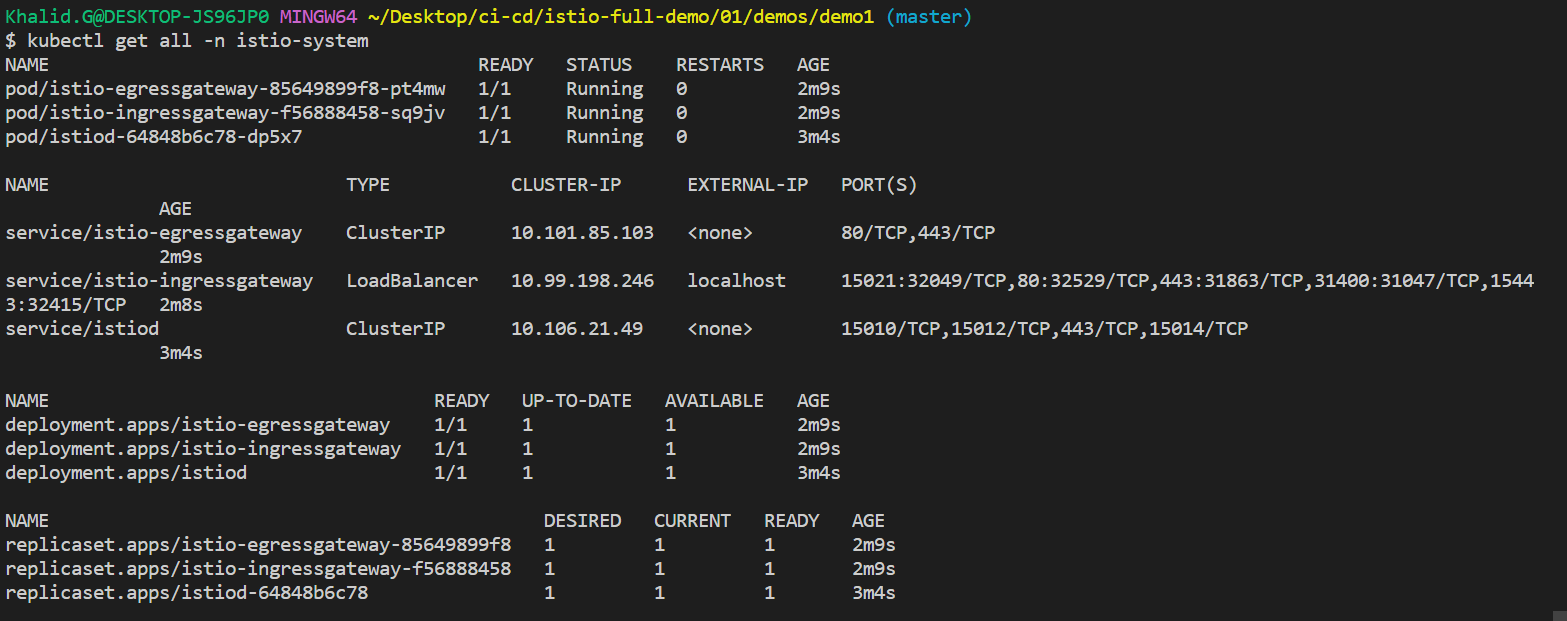 Khalid.G@DESKTOP-JS96JP0 MINGW64 ~/Desktop/ci-cd/istio-full-demo/01/demos/demo1 (master)
$ kubectl get all -n istio-system
NAME                                       READY   STATUS    RESTARTS   AGE
pod/istio-egressgateway-85649899f8-pt4mw   1/1     Running   0          2m9s
pod/istio-ingressgateway-f56888458-sq9jv   1/1     Running   0          2m9s
pod/istiod-64848b6c78-dp5x7                1/1     Running   0          3m4s

NAME                           TYPE           CLUSTER-IP      EXTERNAL-IP   PORT(S)
              AGE
service/istio-egressgateway    ClusterIP      10.101.85.103   <none>        80/TCP,443/TCP
              2m9s
service/istio-ingressgateway   LoadBalancer   10.99.198.246   localhost     15021:32049/TCP,80:32529/TCP,443:31863/TCP,31400:31047/TCP,1544
3:32415/TCP   2m8s
service/istiod                 ClusterIP      10.106.21.49    <none>        15010/TCP,15012/TCP,443/TCP,15014/TCP
              3m4s

NAME                                   READY   UP-TO-DATE   AVAILABLE   AGE
deployment.apps/istio-egressgateway    1/1     1            1           2m9s
deployment.apps/istio-ingressgateway   1/1     1            1           2m9s
deployment.apps/istiod                 1/1     1            1           3m4s

NAME                                             DESIRED   CURRENT   READY   AGE
replicaset.apps/istio-egressgateway-85649899f8   1         1         1       2m9s
replicaset.apps/istio-ingressgateway-f56888458   1         1         1       2m9s
replicaset.apps/istiod-64848b6c78                1         1         1       3m4s